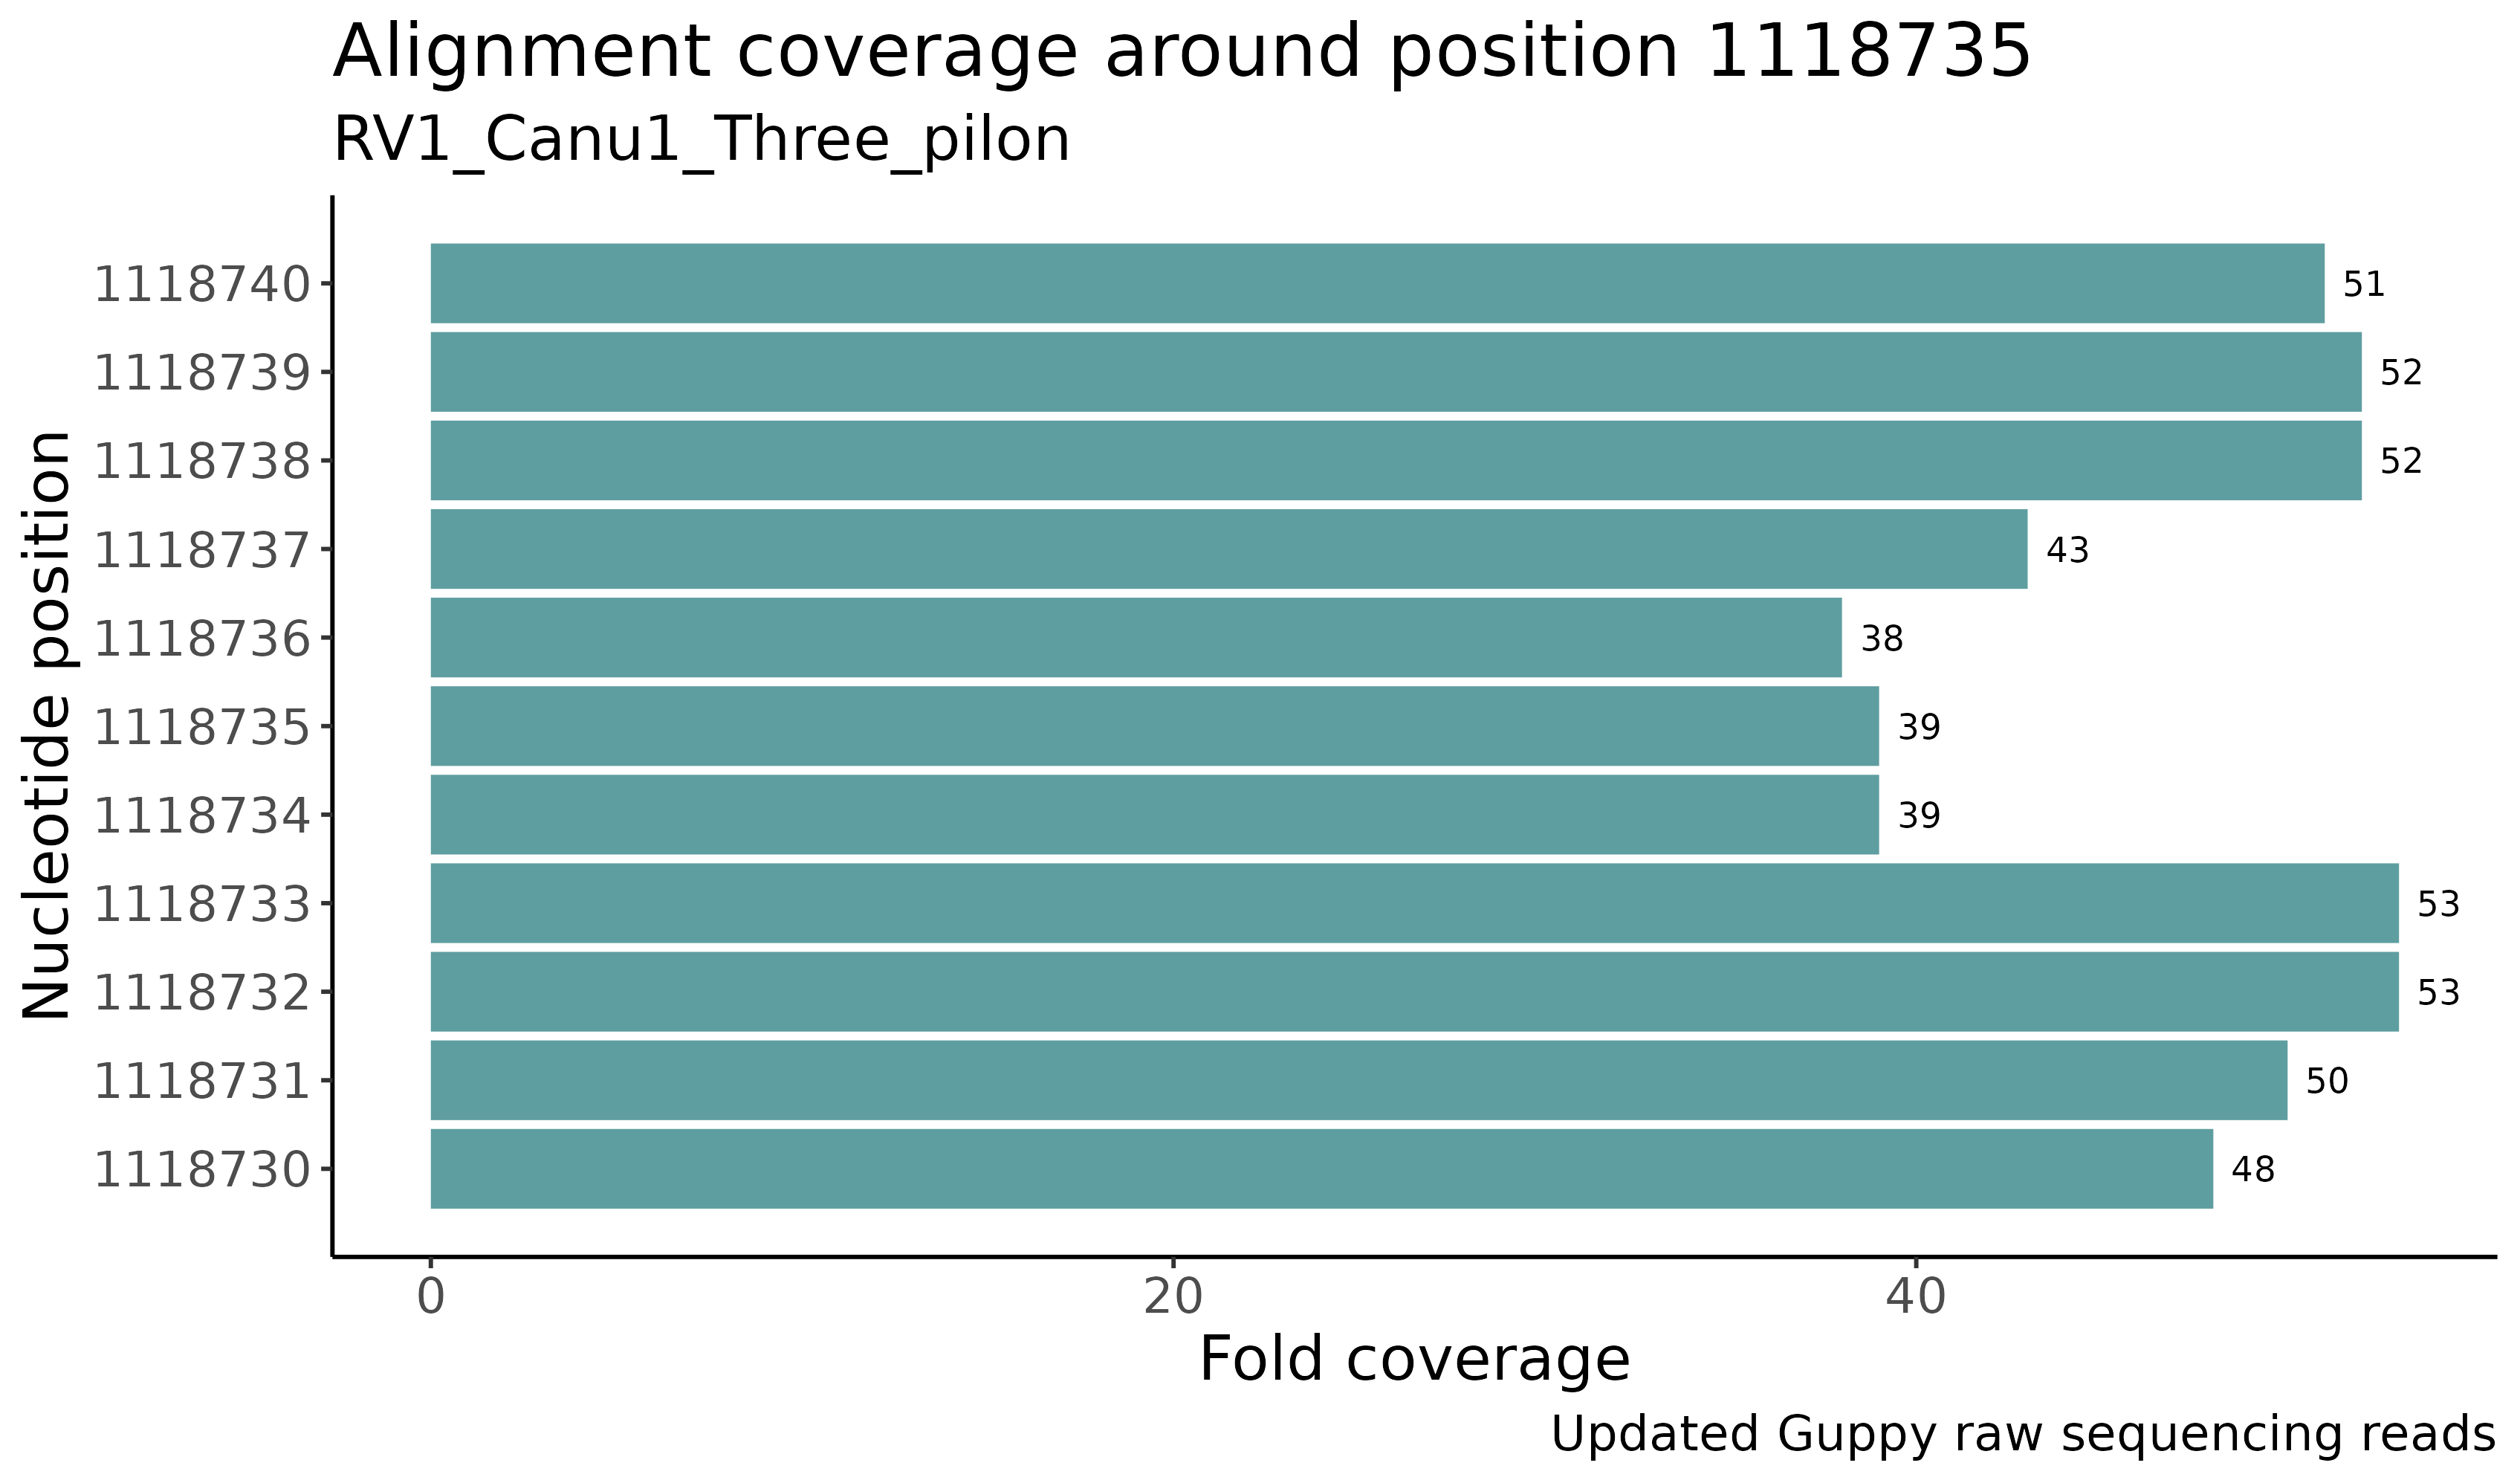 Alignment coverage around position 1118735
RV1_Canu1_Three_pilon
Nucleotide position
1118740 51
1118739 52
1118738 52
1118737 43
1118736 38
1118735 39
1118734 39
1118733 53
1118732 53
1118731 50
1118730 48
0 20 40
Fold coverage
Updated Guppy raw sequencing reads